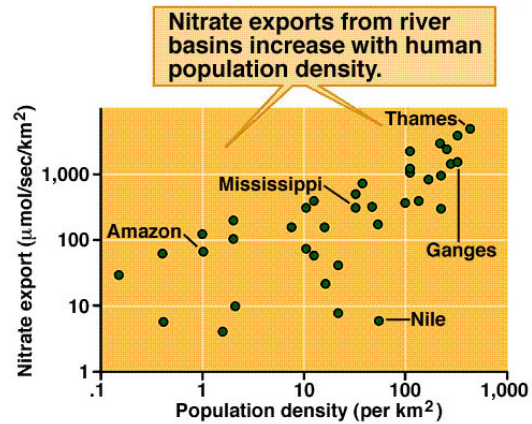 Nitrate exports from river
basins increase with human
population density.
Nitrate export (μmol/sec/km²)
1,000
100
10
1
Thames
Mississippi
Amazon
Ganges
Nile
.1
1
10
100
1,000
Population density (per km²)